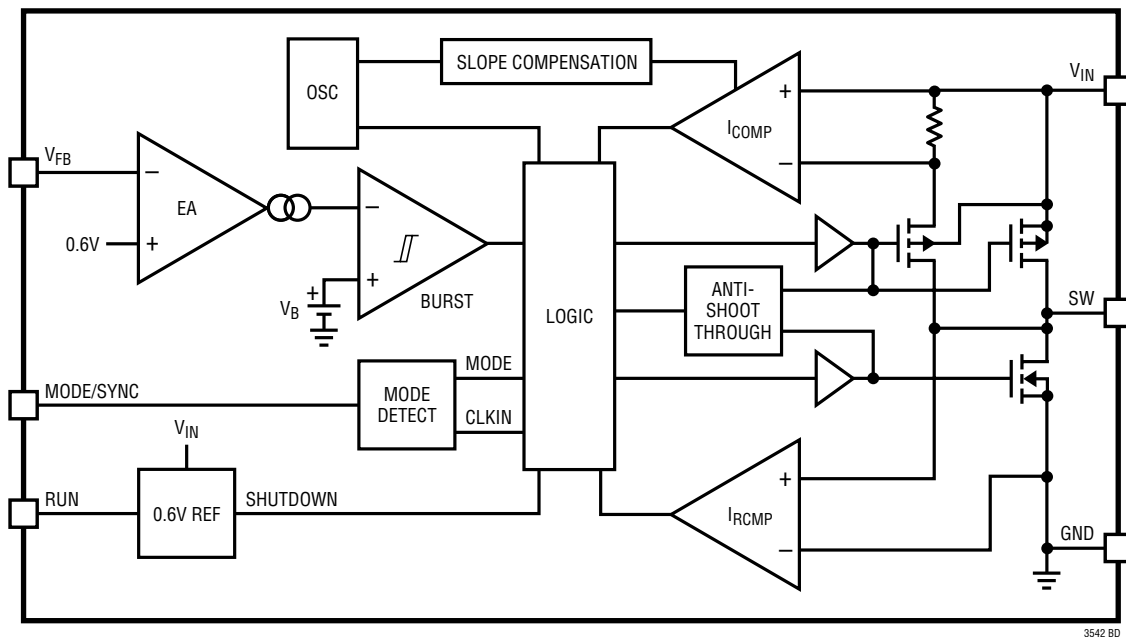 SLOPE COMPENSATION
OSC
V_IN
+
I_COMP
–
V_FB
–
EA
+
0.6V
–
+
BURST
+
V_B
LOGIC
ANTI-
SHOOT
THROUGH
SW
MODE/SYNC
MODE
DETECT
MODE
CLKIN
V_IN
RUN
0.6V REF
SHUTDOWN
+
I_RCMP
–
GND
3542 BD